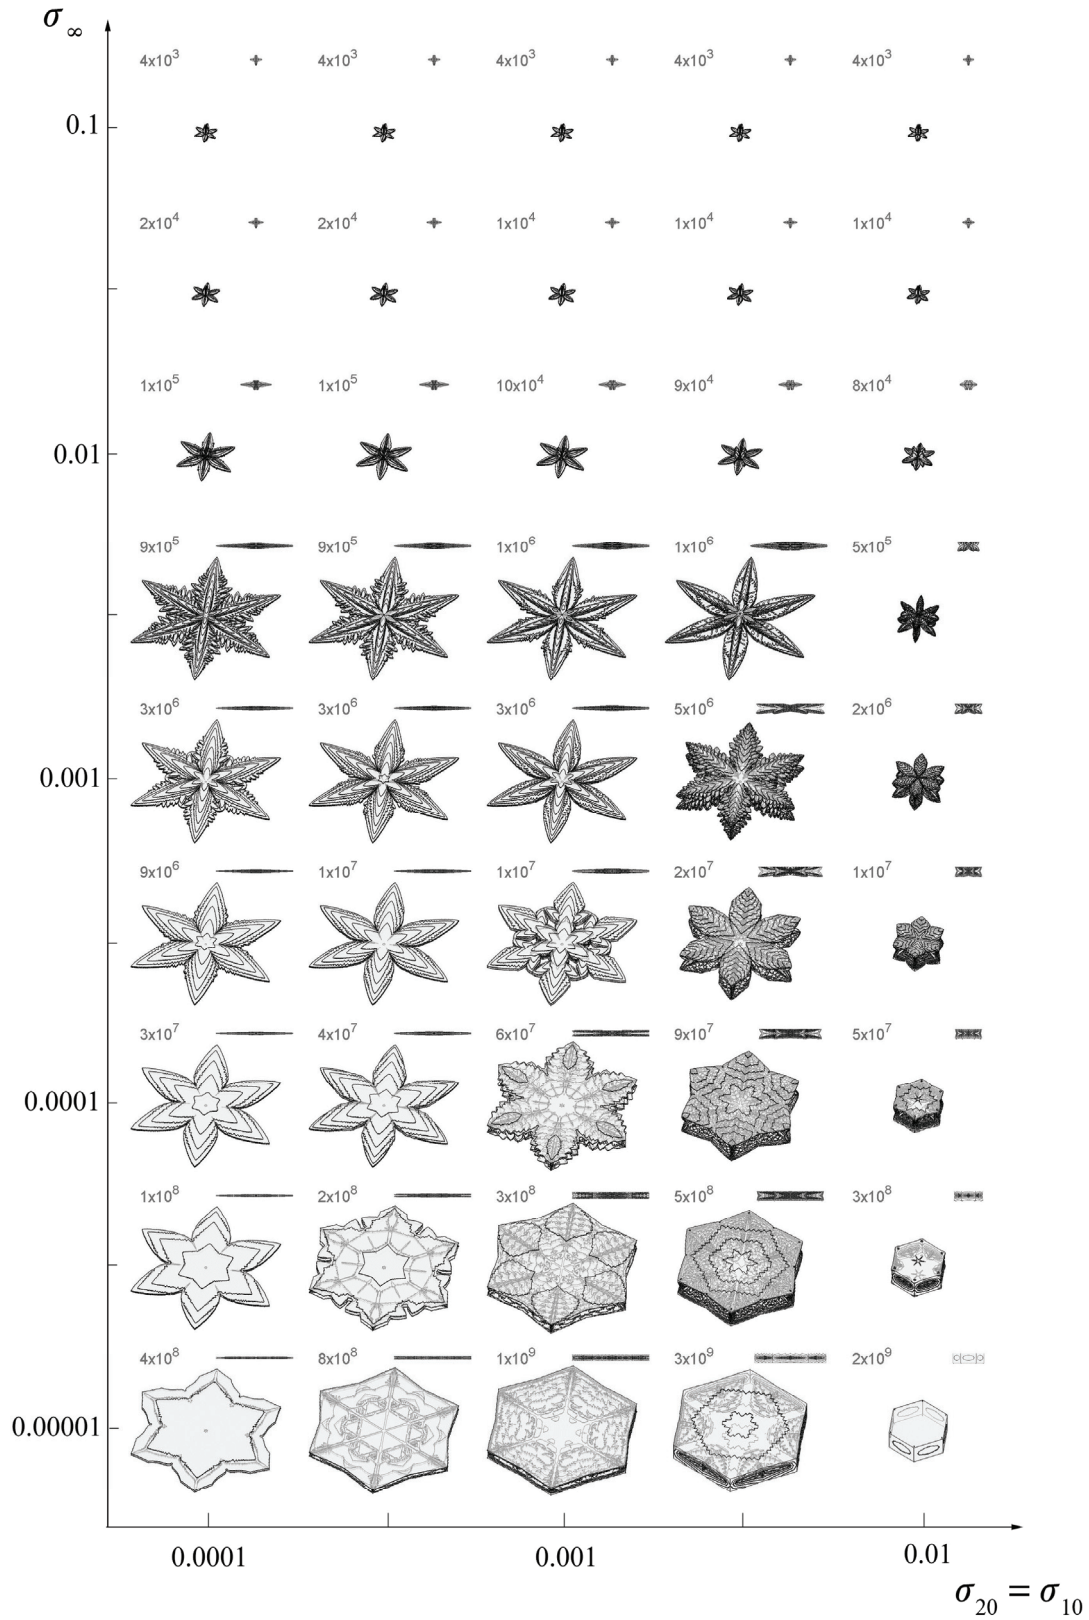 σ∞
4x10³ 4x10³ 4x10³ 4x10³ 4x10³
0.1
2x10⁴ 2x10⁴ 1x10⁴ 1x10⁴ 1x10⁴
1x10⁵ 1x10⁵ 10x10⁴ 9x10⁴ 8x10⁴
0.01
9x10⁵ 9x10⁵ 1x10⁶ 1x10⁶ 5x10⁵
3x10⁶ 3x10⁶ 3x10⁶ 5x10⁶ 2x10⁶
0.001
9x10⁶ 1x10⁷ 1x10⁷ 2x10⁷ 1x10⁷
3x10⁷ 4x10⁷ 6x10⁷ 9x10⁷ 5x10⁷
0.0001
1x10⁸ 2x10⁸ 3x10⁸ 5x10⁸ 3x10⁸
4x10⁸ 8x10⁸ 1x10⁹ 3x10⁹ 2x10⁹
0.00001
0.0001 0.001 0.01
σ₂₀ = σ₁₀